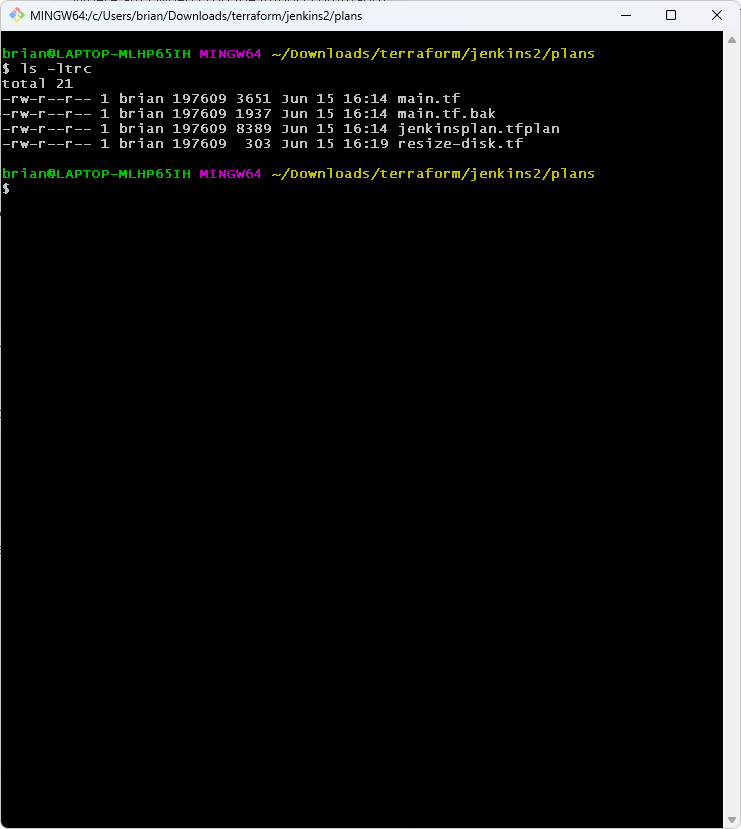 MINGW64:/c/Users/brian/Downloads/terraform/jenkins2/plans
brian@LAPTOP-MLHP65IH MINGW64 ~/Downloads/terraform/jenkins2/plans
$ ls -ltrc
total 21
-rw-r--r-- 1 brian 197609 3651 Jun 15 16:14 main.tf
-rw-r--r-- 1 brian 197609 1937 Jun 15 16:14 main.tf.bak
-rw-r--r-- 1 brian 197609 8389 Jun 15 16:14 jenkinsplan.tfplan
-rw-r--r-- 1 brian 197609  303 Jun 15 16:19 resize-disk.tf
brian@LAPTOP-MLHP65IH MINGW64 ~/Downloads/terraform/jenkins2/plans
$